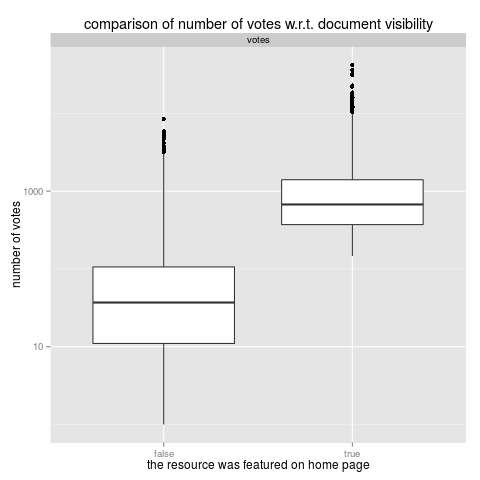 comparison of number of votes w.r.t. document visibility
votes
number of votes
1000
10
false
true
the resource was featured on home page